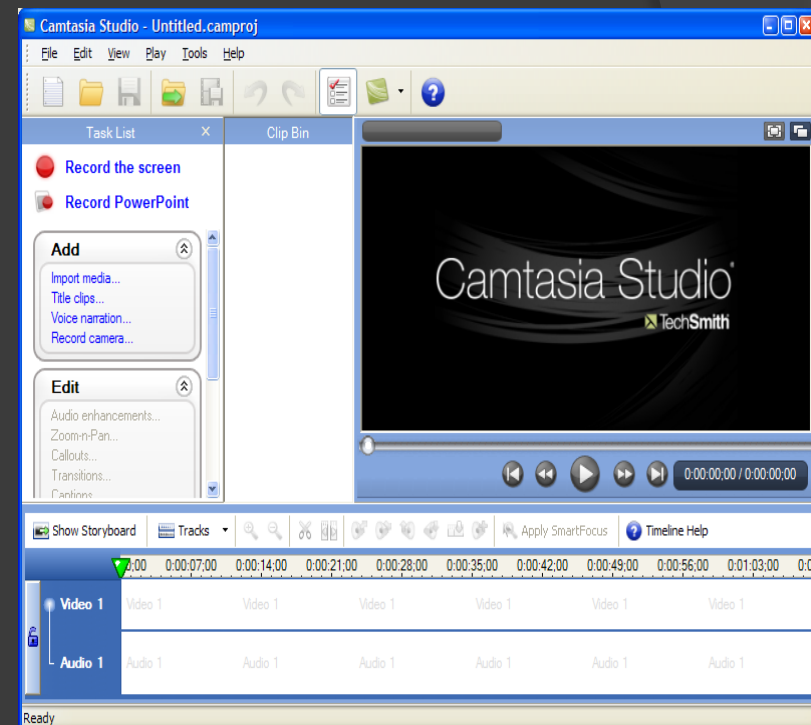 Camtasia Studio - Untitled.camproj
File Edit View Play Tools Help
Task List X
Clip Bin
Record the screen
Record PowerPoint
Add
Import media...
Title clips...
Voice narration...
Record camera...
Edit
Audio enhancements...
Zoom-n-Pan...
Callouts...
Transitions...
Captions
Camtasia Studio®
TechSmith
0:00:00;00 / 0:00:00;00
Show Storyboard Tracks Apply SmartFocus Timeline Help
0:00:07;00 0:00:14;00 0:00:21;00 0:00:28;00 0:00:35;00 0:00:42;00 0:00:49;00 0:00:56;00 0:01:03;00
Video 1 Video 1 Video 1 Video 1 Video 1 Video 1 Video 1
Audio 1 Audio 1 Audio 1 Audio 1 Audio 1 Audio 1 Audio 1
Ready